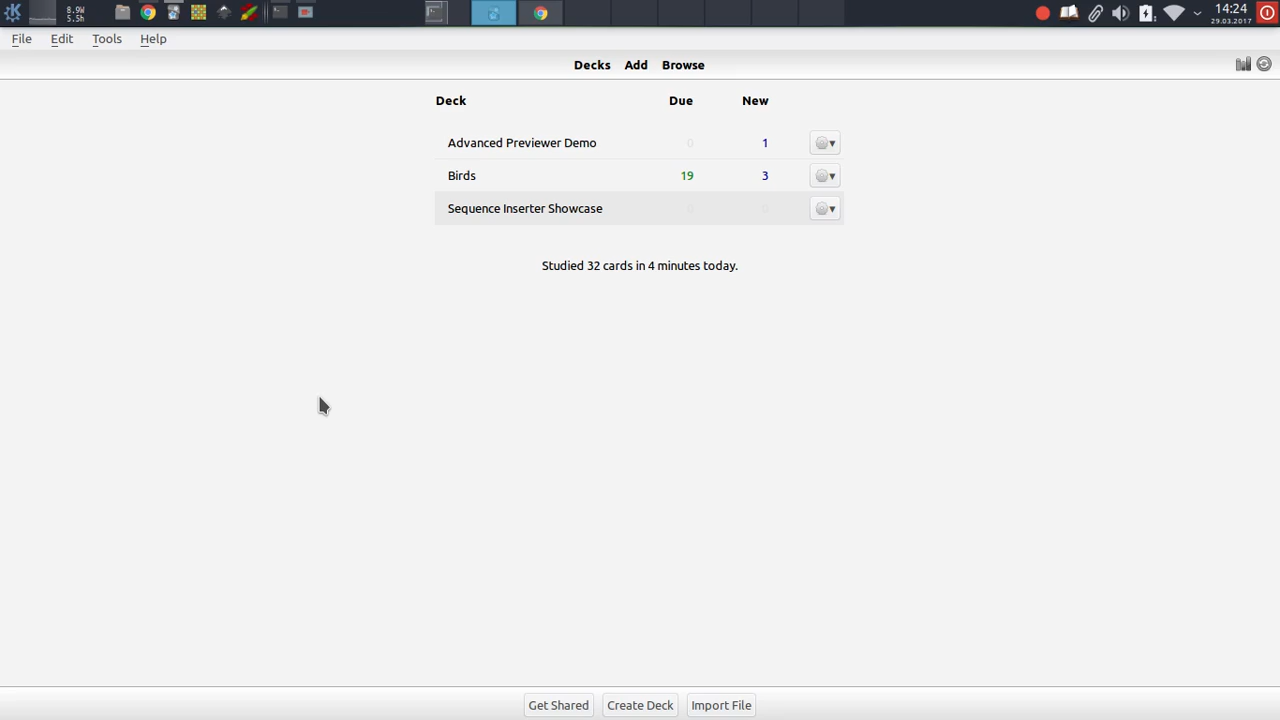 8.9W
5.5h
14:24
29.03.2017
File Edit Tools Help
Decks Add Browse
Deck Due New
Advanced Previewer Demo 0 1
Birds 19 3
Sequence Inserter Showcase 0 0
Studied 32 cards in 4 minutes today.
Get Shared Create Deck Import File